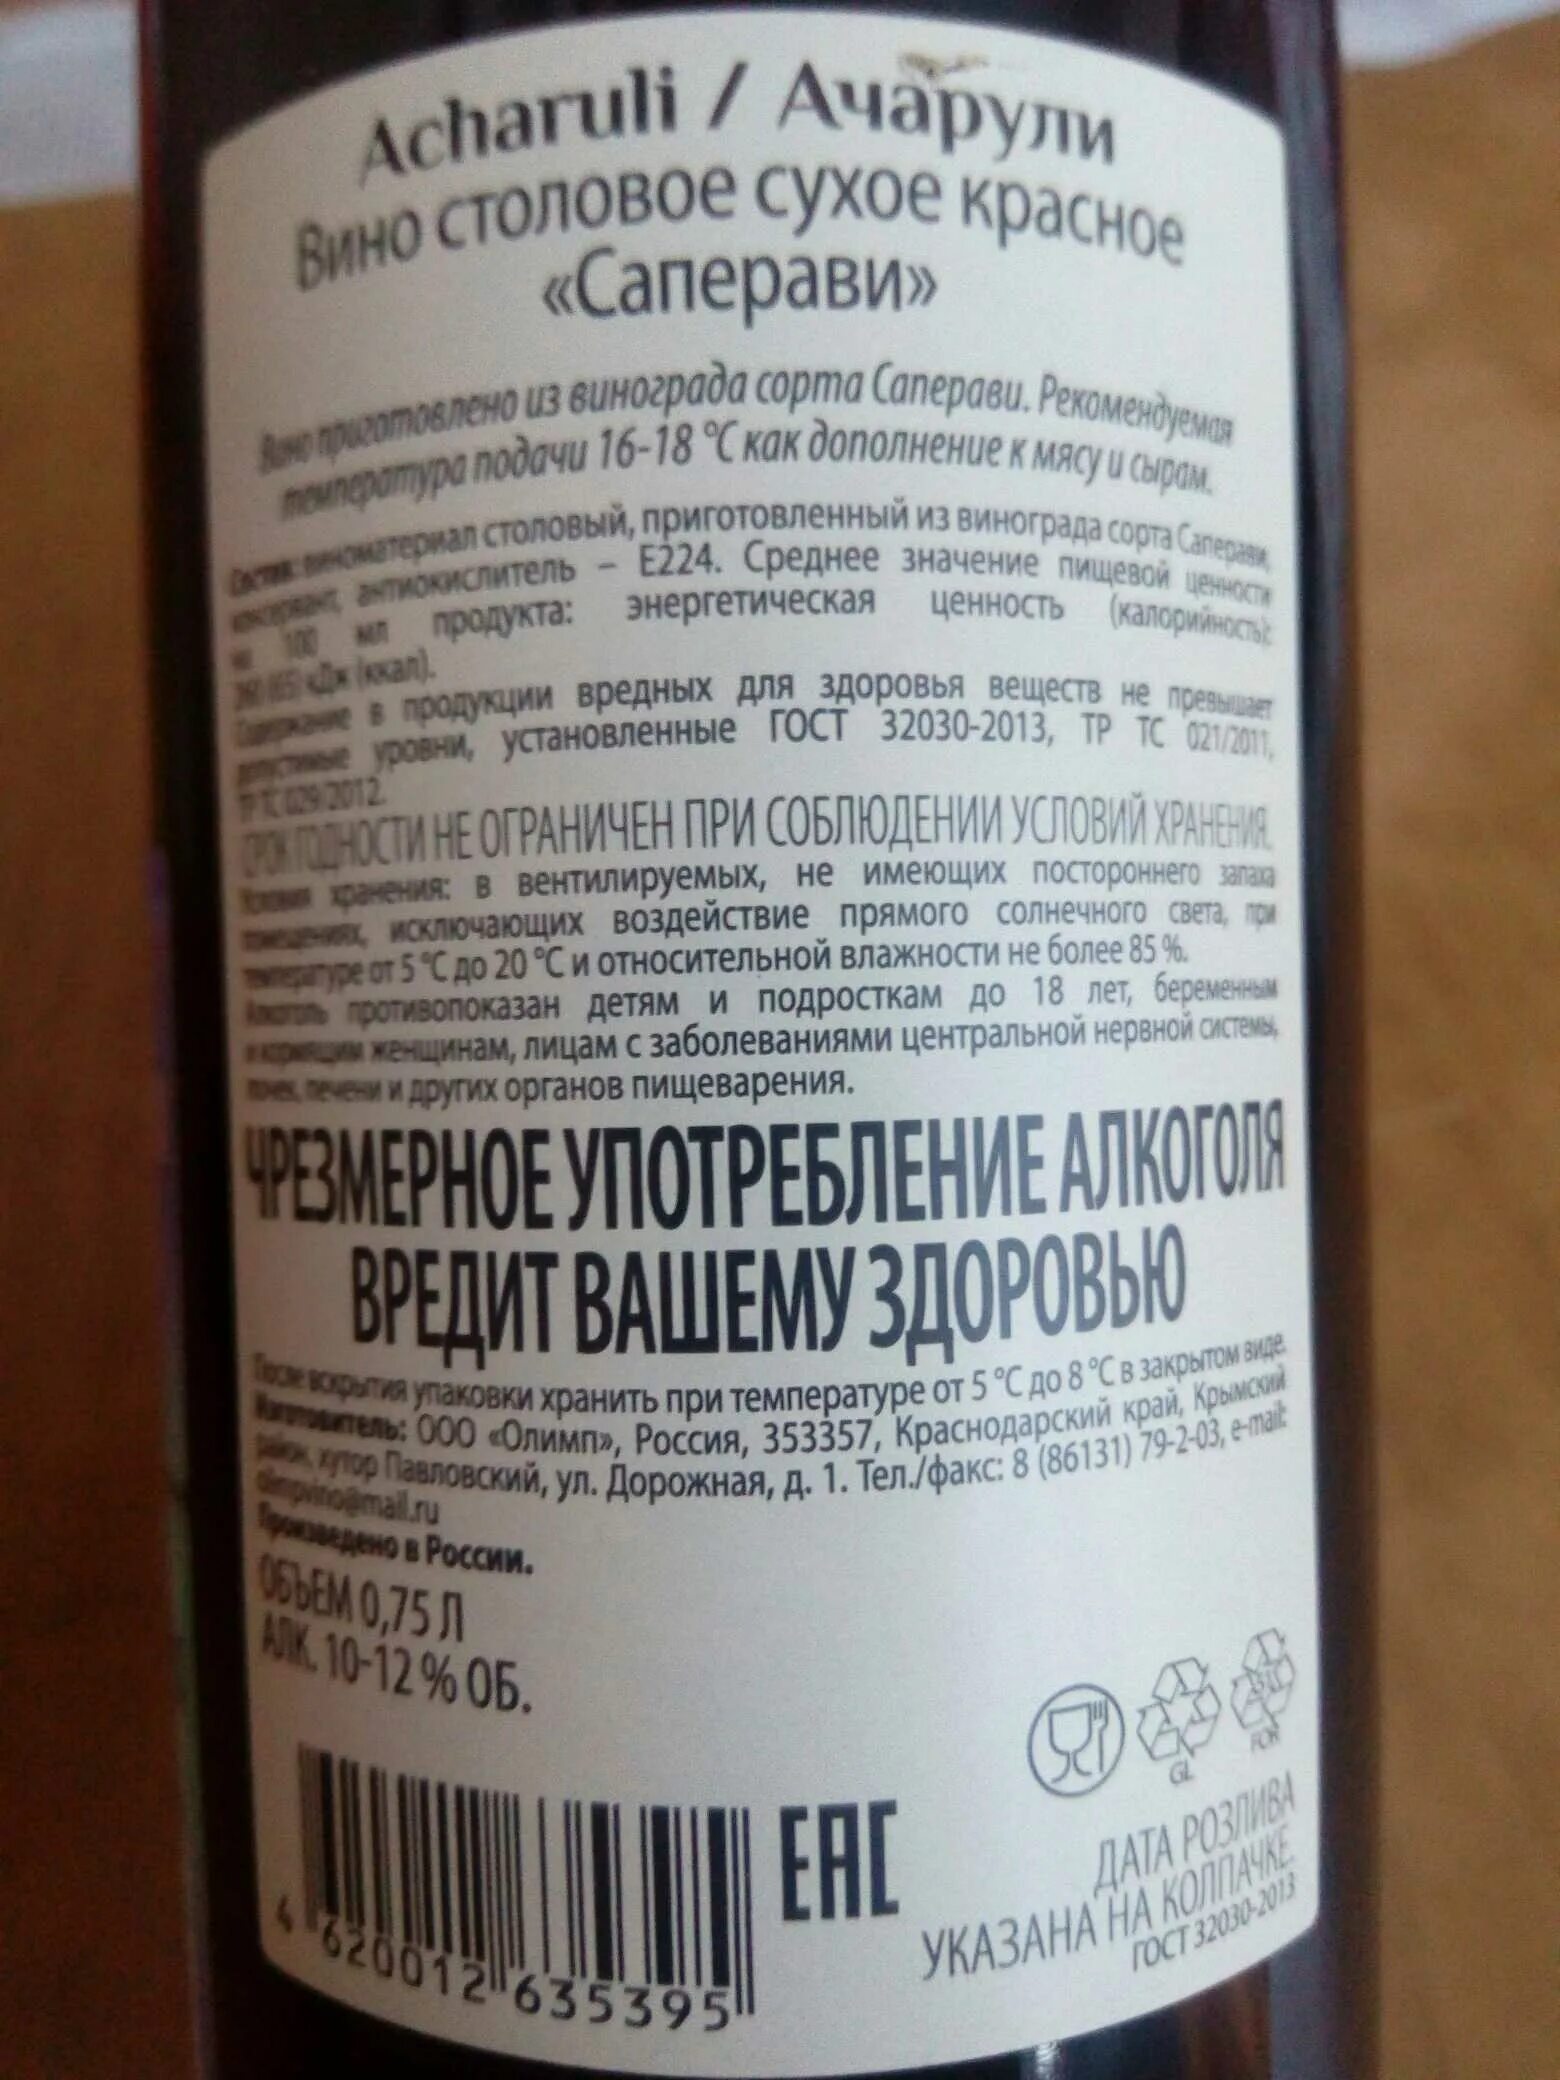 Acharuli / Ачарули
Вино столовое сухое красное
«Саперави»
Вино приготовлено из винограда сорта Саперави. Рекомендуемая
температура подачи 16-18 °C как дополнение к мясу и сырам.
Состав: виноматериал столовый, приготовленный из винограда сорта Саперави,
консервант, антиокислитель – Е224. Среднее значение пищевой ценности
на 100 мл продукта: энергетическая ценность (калорийность):
кДж (ккал).
Содержание в продукции вредных для здоровья веществ не превышает
допустимые уровни, установленные ГОСТ 32030-2013, ТР ТС 021/2011,
ТР ТС 029/2012.
СРОК ГОДНОСТИ НЕ ОГРАНИЧЕН ПРИ СОБЛЮДЕНИИ УСЛОВИЙ ХРАНЕНИЯ.
Условия хранения: в вентилируемых, не имеющих постороннего запаха
помещениях, исключающих воздействие прямого солнечного света, при
температуре от 5 °C до 20 °C и относительной влажности не более 85 %.
Алкоголь противопоказан детям и подросткам до 18 лет, беременным
и кормящим женщинам, лицам с заболеваниями центральной нервной системы,
почек, печени и других органов пищеварения.
ЧРЕЗМЕРНОЕ УПОТРЕБЛЕНИЕ АЛКОГОЛЯ
ВРЕДИТ ВАШЕМУ ЗДОРОВЬЮ
После вскрытия упаковки хранить при температуре от 5 °C до 8 °C в закрытом виде.
Изготовитель: ООО «Олимп», Россия, 353357, Краснодарский край, Крымский
район, хутор Павловский, ул. Дорожная, д. 1. Тел./факс: 8 (86131) 79-2-03, e-mail:
olimpvino@mail.ru
Произведено в России.
ОБЪЕМ 0,75 Л
АЛК. 10-12 % ОБ.
GL
FOR
EAC
ДАТА РОЗЛИВА
УКАЗАНА НА КОЛПАЧКЕ.
ГОСТ 32030-2013
4 620012 635395